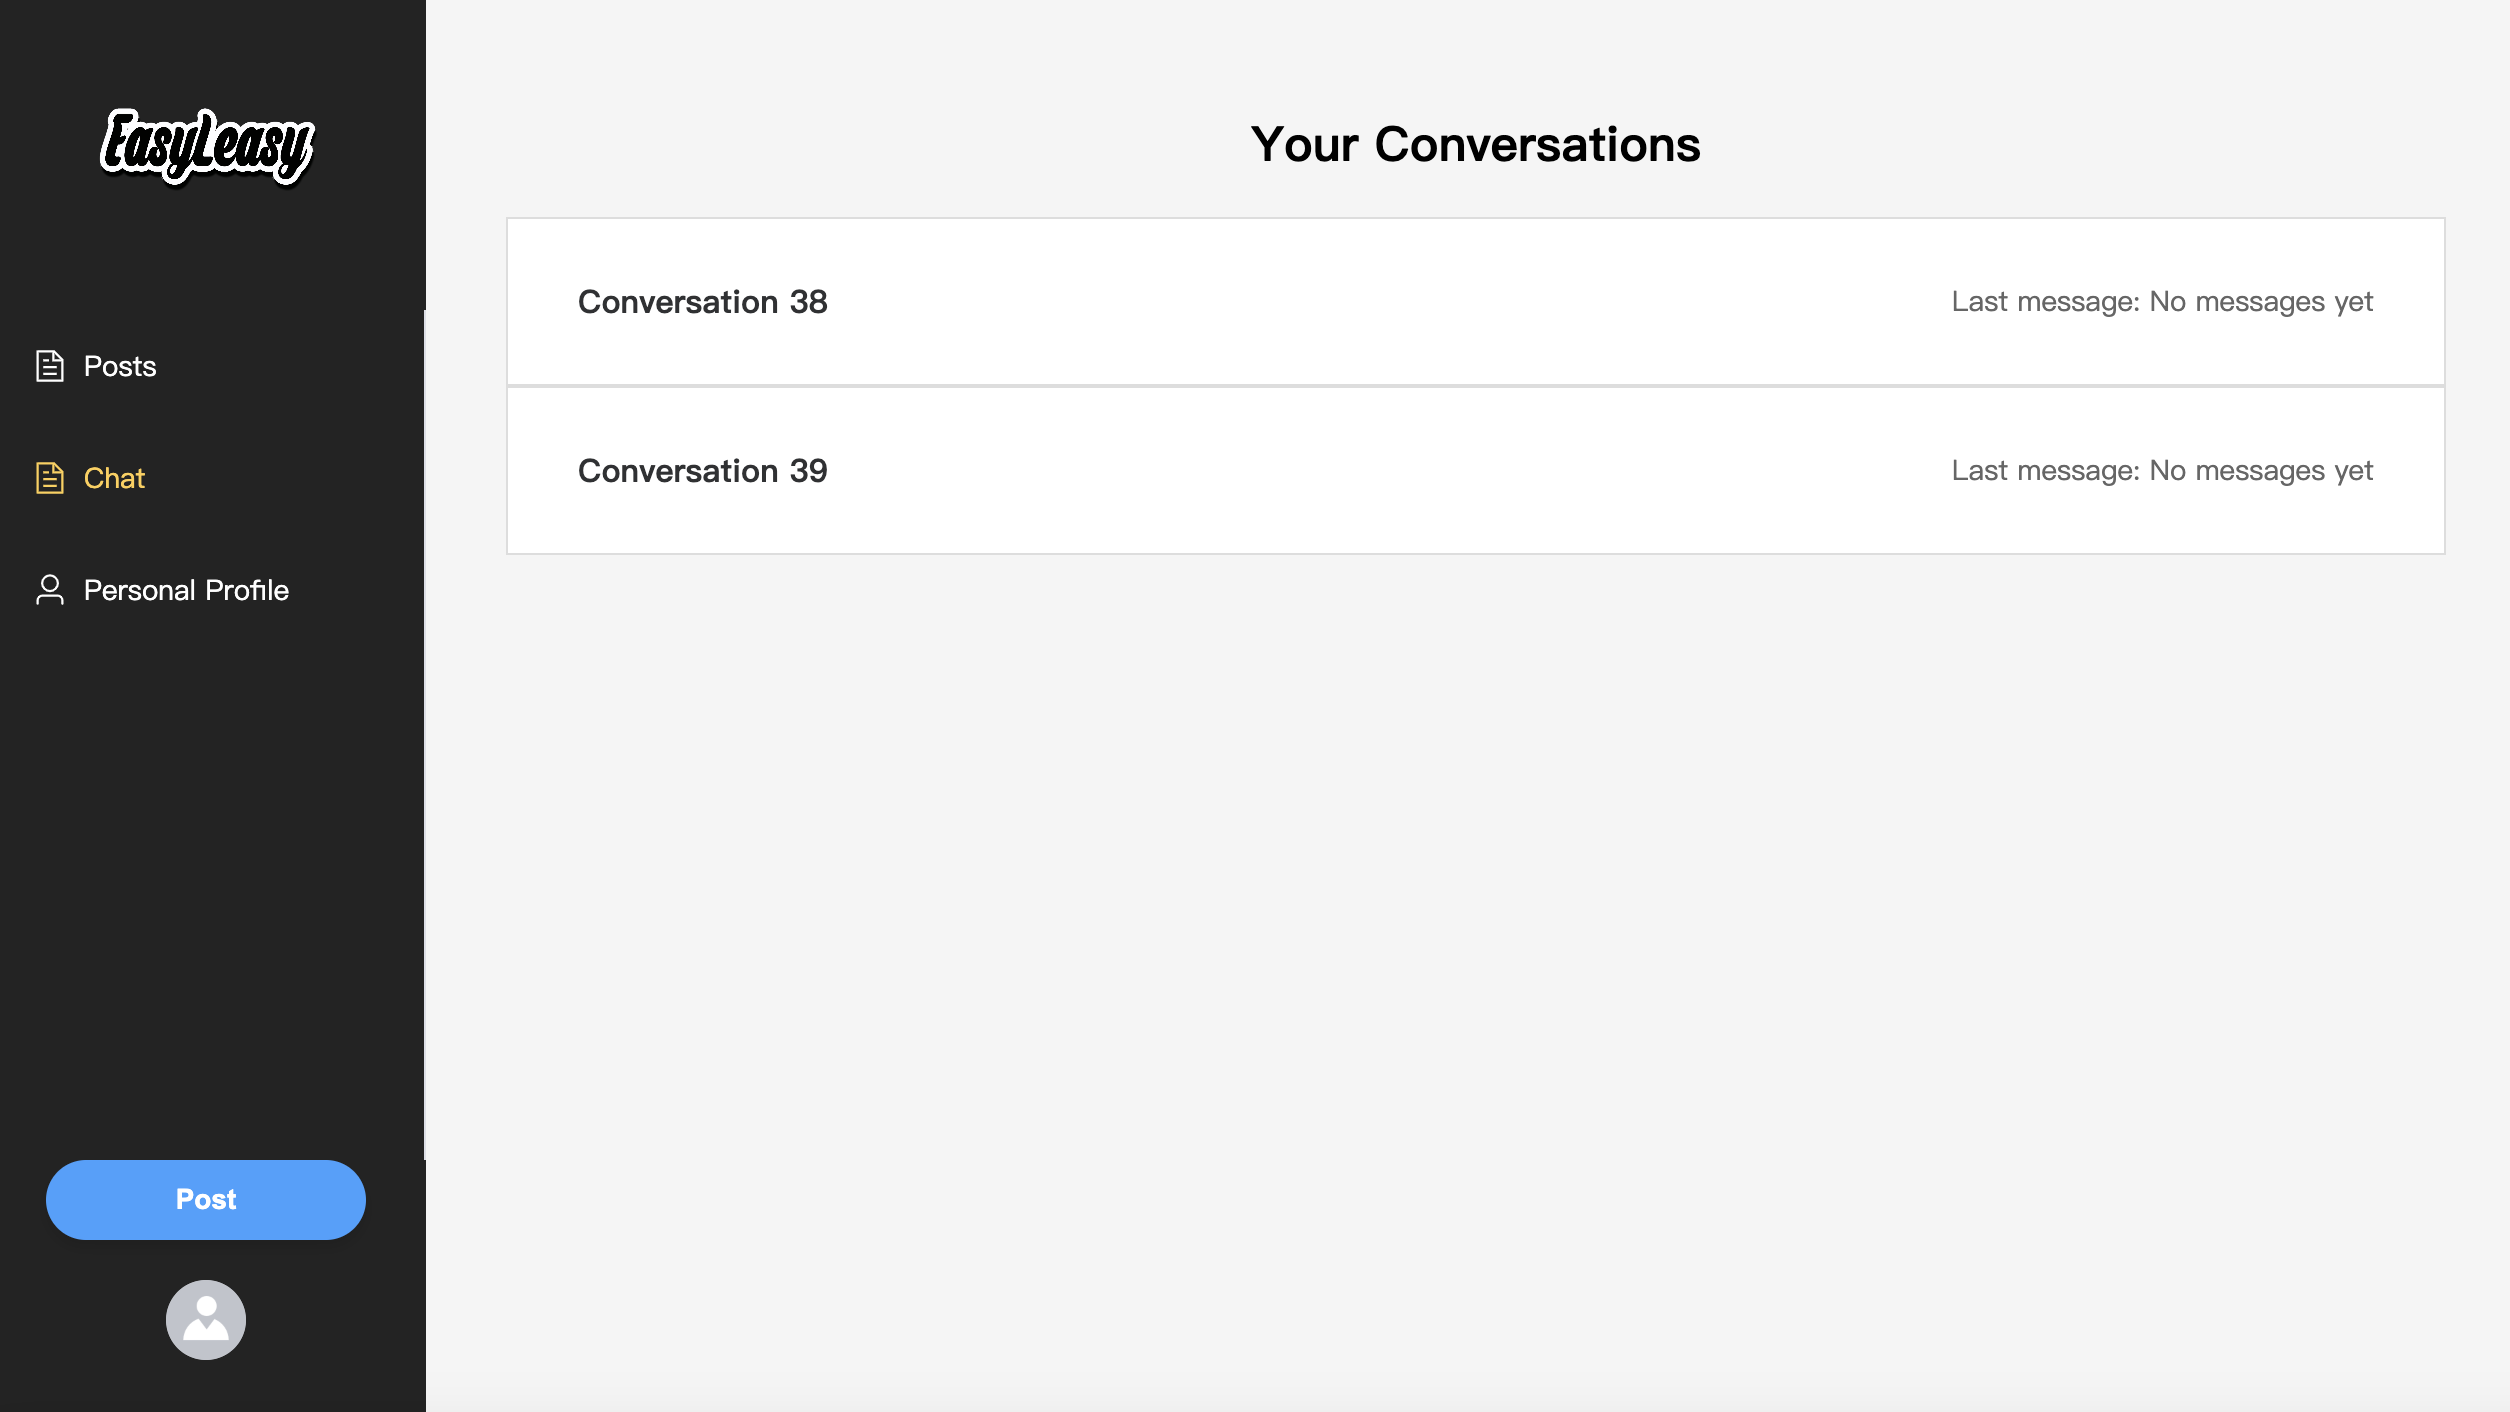 EasyLeasy
Posts
Chat
Personal Profile
Post
Your Conversations
Conversation 38
Last message: No messages yet
Conversation 39
Last message: No messages yet